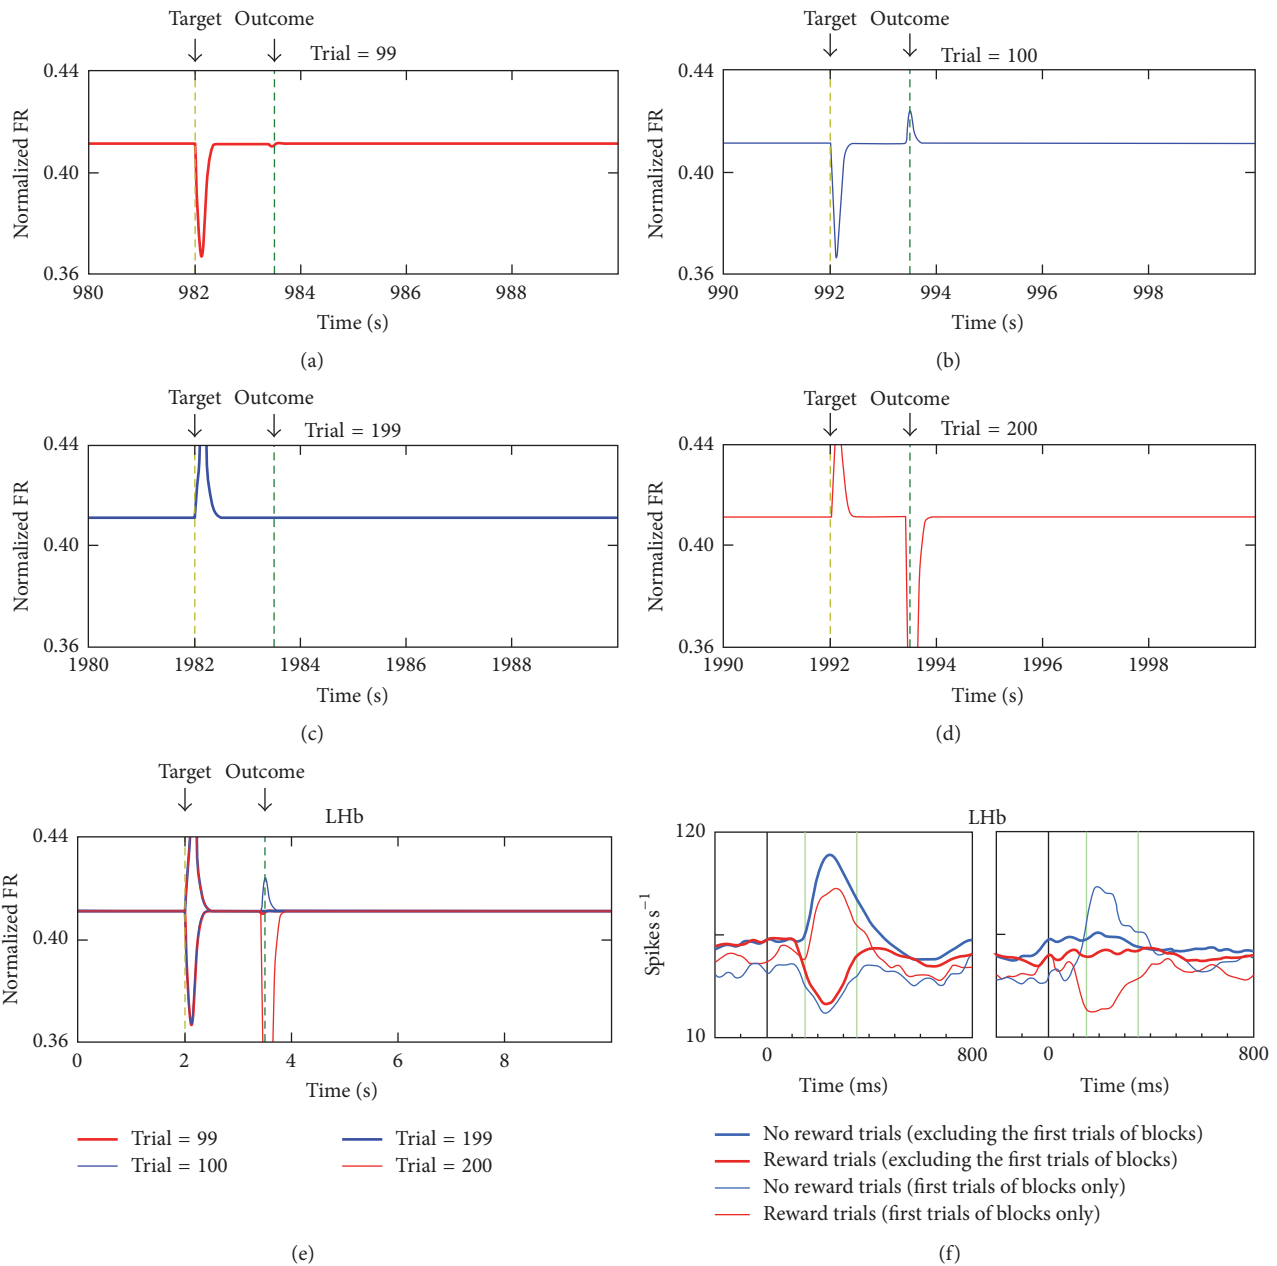 Target Outcome
Trial = 99
0.44
0.40
0.36
Normalized FR
980 982 984 986 988
Time (s)
(a)
Target Outcome
Trial = 100
0.44
0.40
0.36
Normalized FR
990 992 994 996 998
Time (s)
(b)
Target Outcome
Trial = 199
0.44
0.40
0.36
Normalized FR
1980 1982 1984 1986 1988
Time (s)
(c)
Target Outcome
Trial = 200
0.44
0.40
0.36
Normalized FR
1990 1992 1994 1996 1998
Time (s)
(d)
Target Outcome
LHb
0.44
0.40
0.36
Normalized FR
0 2 4 6 8
Time (s)
Trial = 99
Trial = 100
Trial = 199
Trial = 200
(e)
LHb
120
10
Spikes s⁻¹
0 800
Time (ms)
0 800
Time (ms)
No reward trials (excluding the first trials of blocks)
Reward trials (excluding the first trials of blocks)
No reward trials (first trials of blocks only)
Reward trials (first trials of blocks only)
(f)